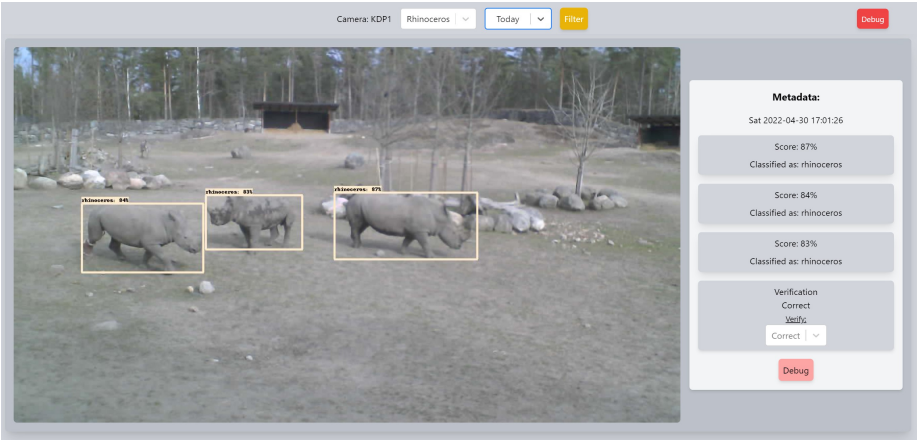 Camera: KDP1 Rhinoceros Today Filter Debug
rhinoceros: 84%
rhinoceros: 83%
rhinoceros: 87%
Metadata:
Sat 2022-04-30 17:01:26
Score: 87%
Classified as: rhinoceros
Score: 84%
Classified as: rhinoceros
Score: 83%
Classified as: rhinoceros
Verification
Correct
Verify:
Correct
Debug